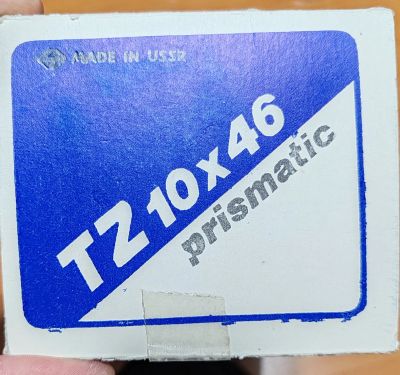 MADE IN USSR
TZ 10x46
prismatic